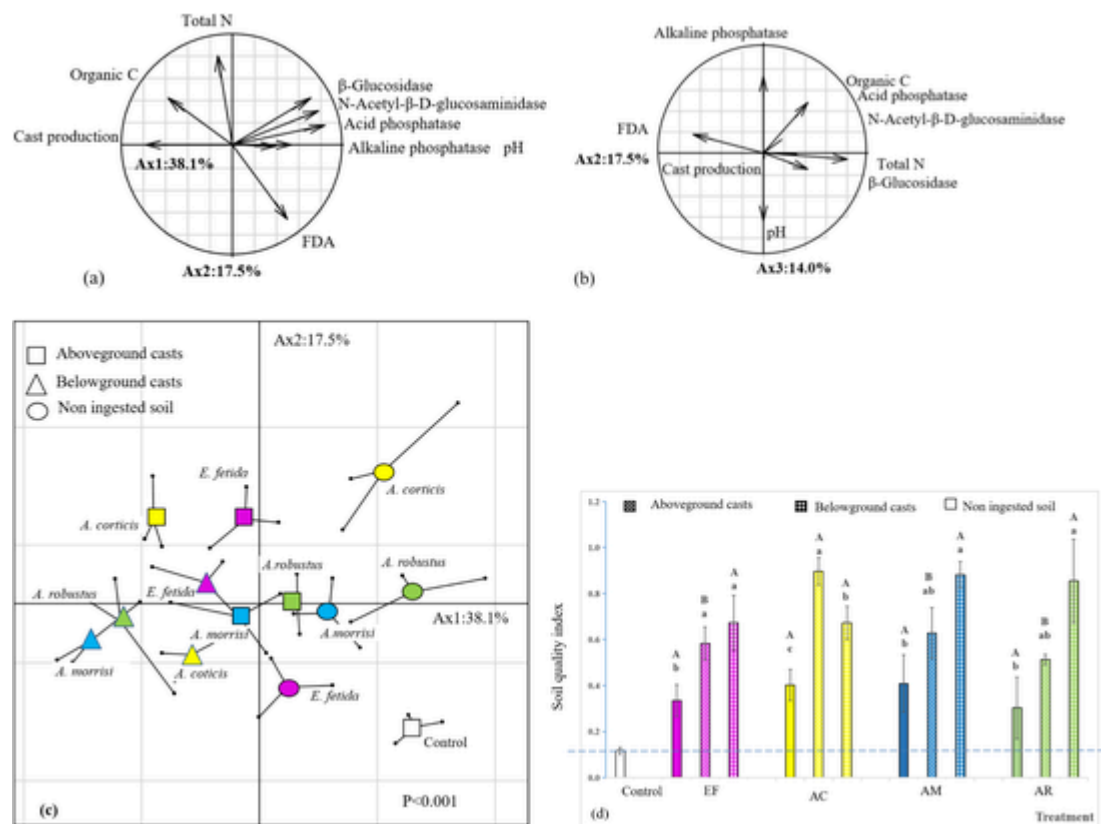 Total N
Organic C
β-Glucosidase
N-Acetyl-β-D-glucosaminidase
Acid phosphatase
Cast production
Alkaline phosphatase pH
Ax1:38.1%
FDA
Ax2:17.5%
(a)
Alkaline phosphatase
Organic C
Acid phosphatase
N-Acetyl-β-D-glucosaminidase
FDA
Ax2:17.5%
Cast production
Total N
β-Glucosidase
pH
Ax3:14.0%
(b)
Ax2:17.5%
Aboveground casts
Belowground casts
Non ingested soil
E. fetida
A. corticis
A. corticis
A. robustus
E. fetida
A.robustus
A. robustus
Ax1:38.1%
A. morrisi
A.morrisi
A. morrisi
A. coticis
E. fetida
Control
P<0.001
(c)
Aboveground casts
Belowground casts
Non ingested soil
1.2
1.0
0.8
0.6
0.4
0.2
0.0
Soil quality index
A
b
B
a
A
a
A
c
A
a
A
b
A
b
B
ab
A
a
A
b
B
ab
A
a
Control
EF
AC
AM
AR
(d)
Treatment